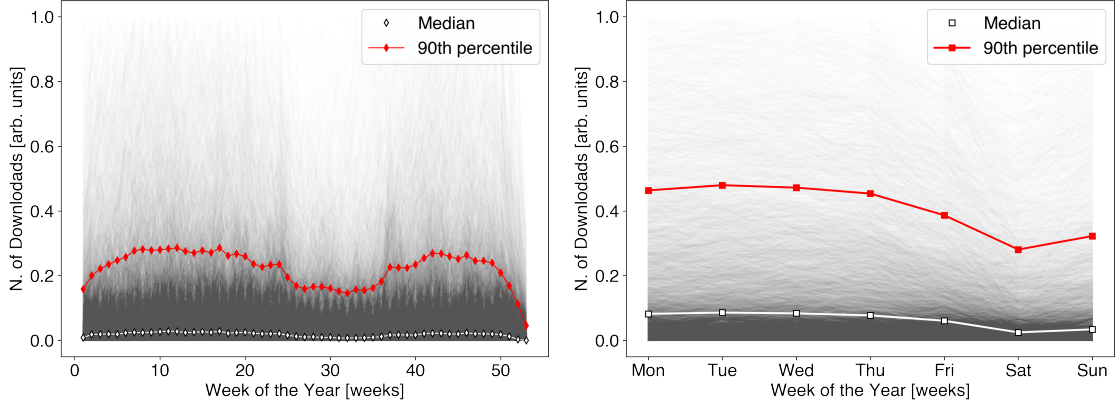 1.0
0.8
0.6
0.4
0.2
0.0
N. of Downlodads [arb. units]
0 10 20 30 40 50
Week of the Year [weeks]
Median
90th percentile
1.0
0.8
0.6
0.4
0.2
0.0
N. of Downlodads [arb. units]
Mon Tue Wed Thu Fri Sat Sun
Week of the Year [weeks]
Median
90th percentile